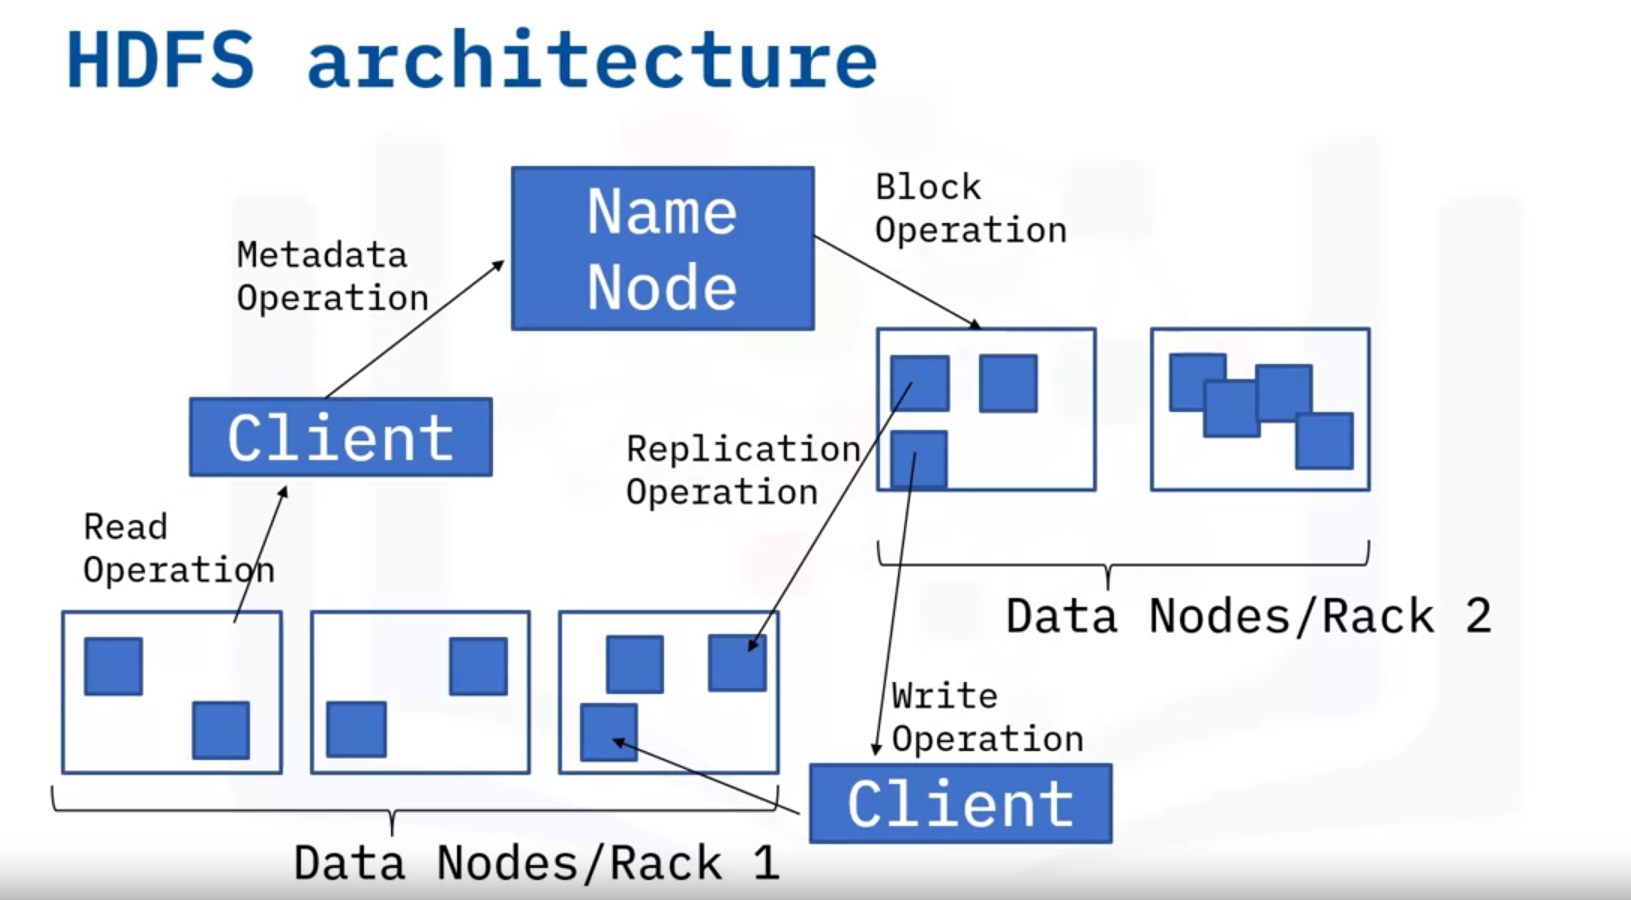 HDFS architecture
Name
Node
Block
Operation
Metadata
Operation
Client
Replication
Operation
Read
Operation
Data Nodes/Rack 2
Write
Operation
Client
Data Nodes/Rack 1